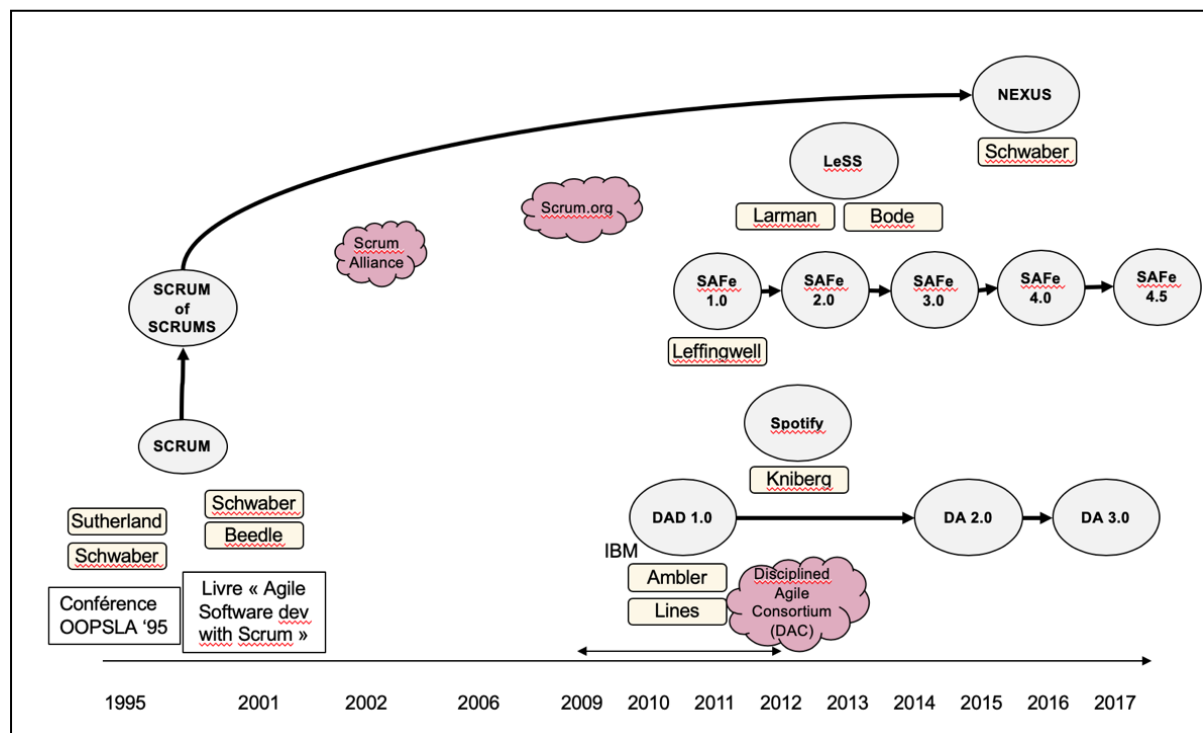 NEXUS
Schwaber
LeSS
Larman
Bode
Scrum.org
Scrum
Alliance
SCRUM
of
SCRUMS
SAFe
1.0
SAFe
2.0
SAFe
3.0
SAFe
4.0
SAFe
4.5
Leffingwell
Spotify
Kniberg
SCRUM
Sutherland
Schwaber
Schwaber
Beedle
Conférence
OOPSLA ‘95
Livre « Agile
Software dev
with Scrum »
DAD 1.0
DA 2.0
DA 3.0
IBM
Ambler
Lines
Disciplined
Agile
Consortium
(DAC)
1995
2001
2002
2006
2009
2010
2011
2012
2013
2014
2015
2016
2017